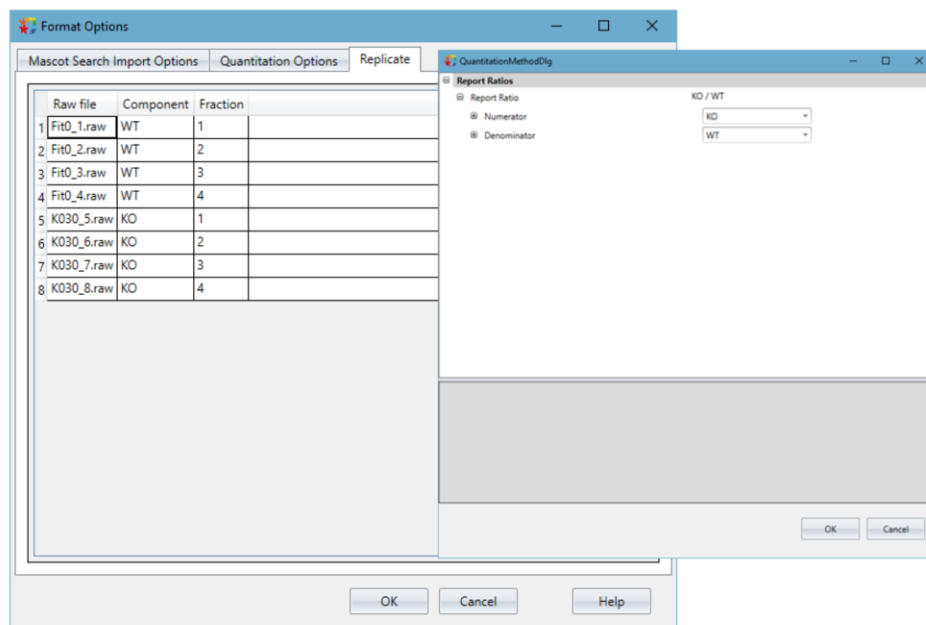 Format Options
Mascot Search Import Options Quantitation Options Replicate
Raw file Component Fraction
1 Fit0_1.raw WT 1
2 Fit0_2.raw WT 2
3 Fit0_3.raw WT 3
4 Fit0_4.raw WT 4
5 K030_5.raw KO 1
6 K030_6.raw KO 2
7 K030_7.raw KO 3
8 K030_8.raw KO 4
OK Cancel Help
QuantitationMethodDlg
Report Ratios
Report Ratio KO / WT
Numerator KO
Denominator WT
OK Cancel